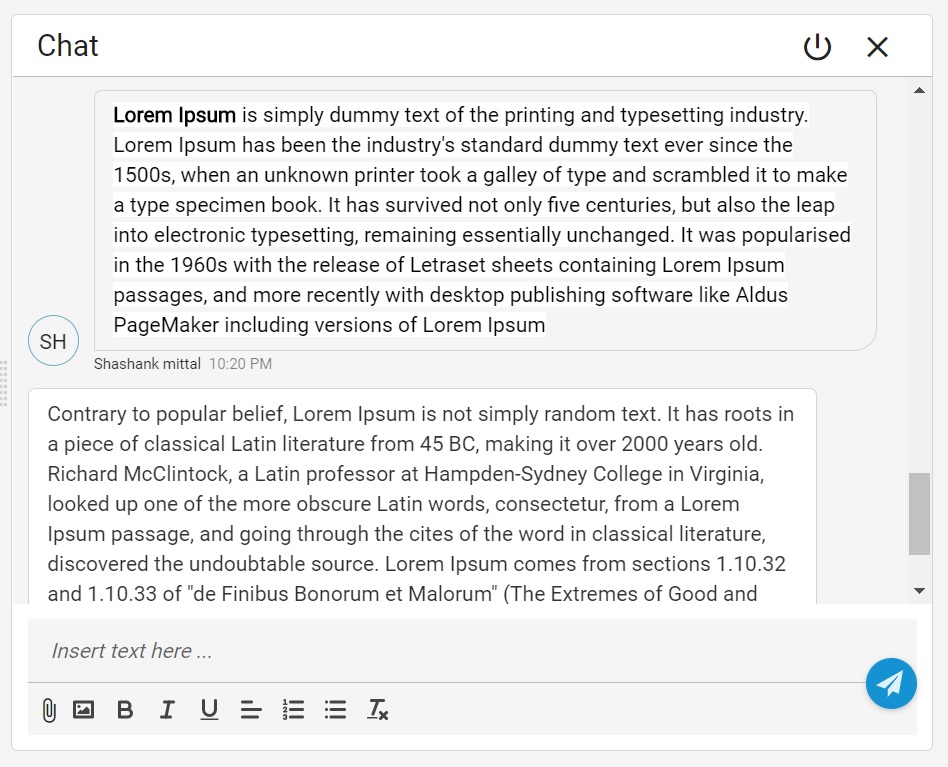 Chat
Lorem Ipsum is simply dummy text of the printing and typesetting industry.
Lorem Ipsum has been the industry's standard dummy text ever since the
1500s, when an unknown printer took a galley of type and scrambled it to make
a type specimen book. It has survived not only five centuries, but also the leap
into electronic typesetting, remaining essentially unchanged. It was popularised
in the 1960s with the release of Letraset sheets containing Lorem Ipsum
passages, and more recently with desktop publishing software like Aldus
PageMaker including versions of Lorem Ipsum
SH
Shashank mittal 10:20 PM
Contrary to popular belief, Lorem Ipsum is not simply random text. It has roots in
a piece of classical Latin literature from 45 BC, making it over 2000 years old.
Richard McClintock, a Latin professor at Hampden-Sydney College in Virginia,
looked up one of the more obscure Latin words, consectetur, from a Lorem
Ipsum passage, and going through the cites of the word in classical literature,
discovered the undoubtable source. Lorem Ipsum comes from sections 1.10.32
and 1.10.33 of "de Finibus Bonorum et Malorum" (The Extremes of Good and
Insert text here ...